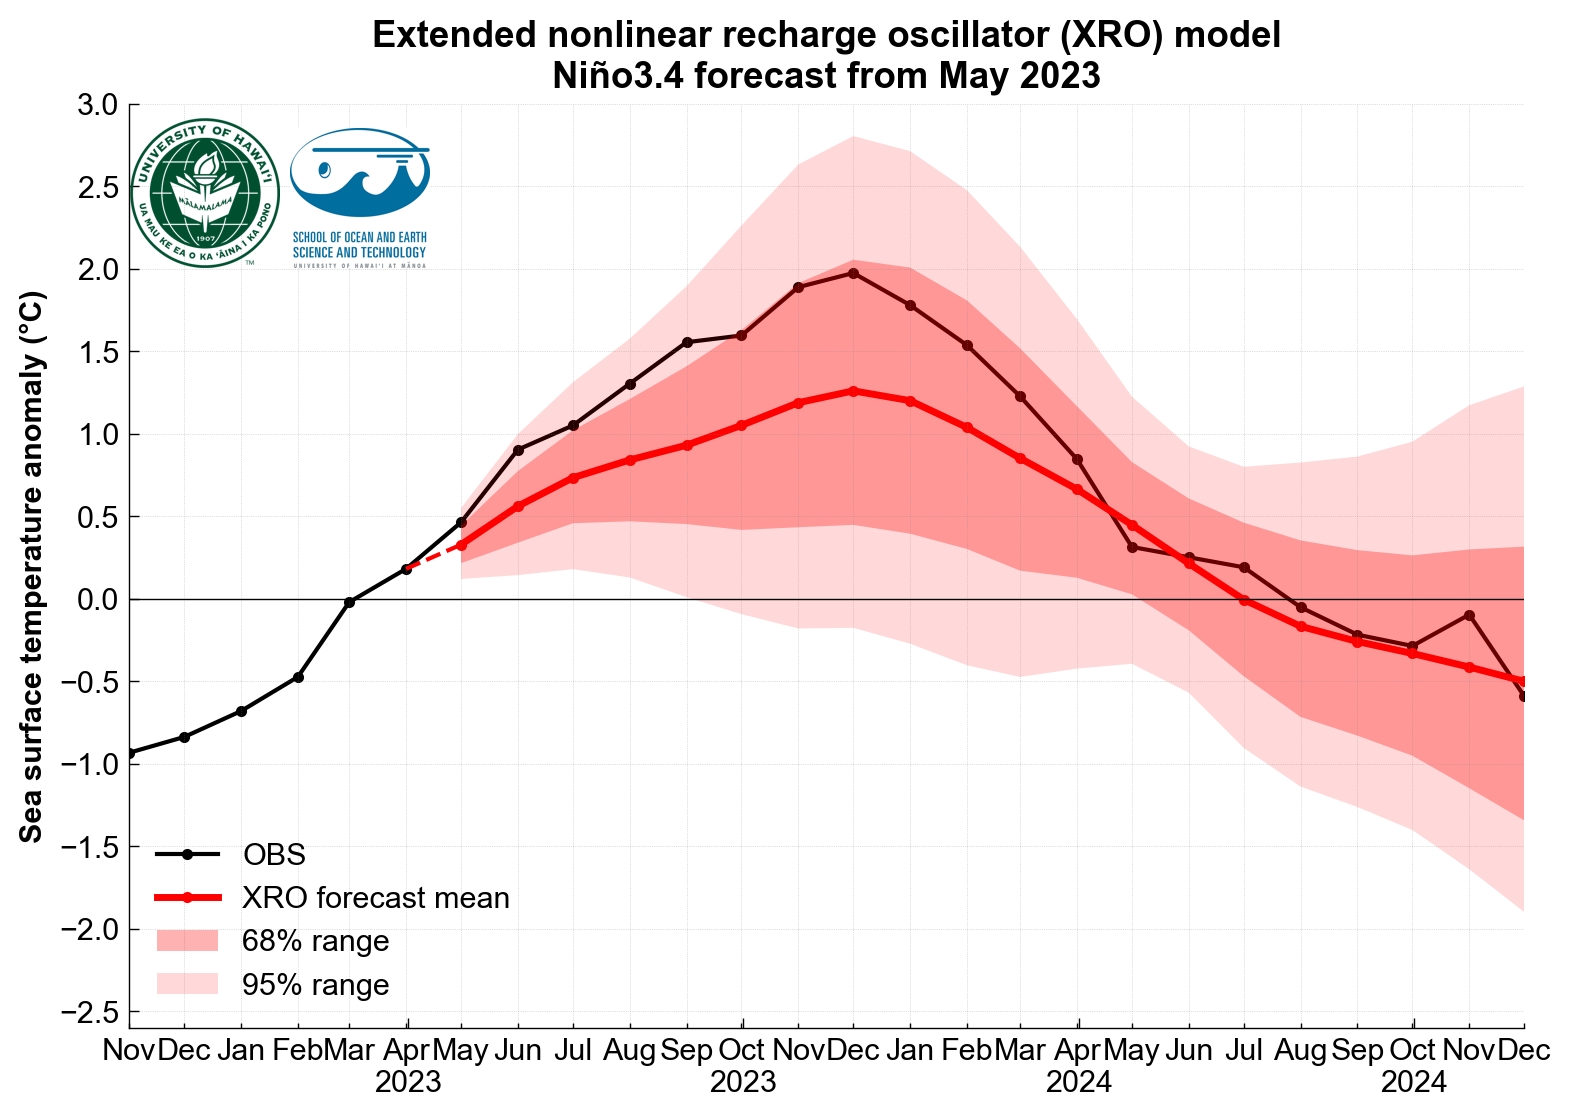 Extended nonlinear recharge oscillator (XRO) model
Niño3.4 forecast from May 2023
3.0
2.5
2.0
1.5
1.0
0.5
0.0
−0.5
−1.0
−1.5
−2.0
−2.5
Sea surface temperature anomaly (°C)
UNIVERSITY OF HAWAIʻI
MĀLAMALAMA
1907
UA MAU KE EA O KA ʻĀINA I KA PONO
TM
SCHOOL OF OCEAN AND EARTH
SCIENCE AND TECHNOLOGY
UNIVERSITY OF HAWAIʻI AT MĀNOA
OBS
XRO forecast mean
68% range
95% range
Nov Dec Jan Feb Mar Apr May Jun Jul Aug Sep Oct Nov Dec Jan Feb Mar Apr May Jun Jul Aug Sep Oct Nov Dec
2023 2023 2024 2024